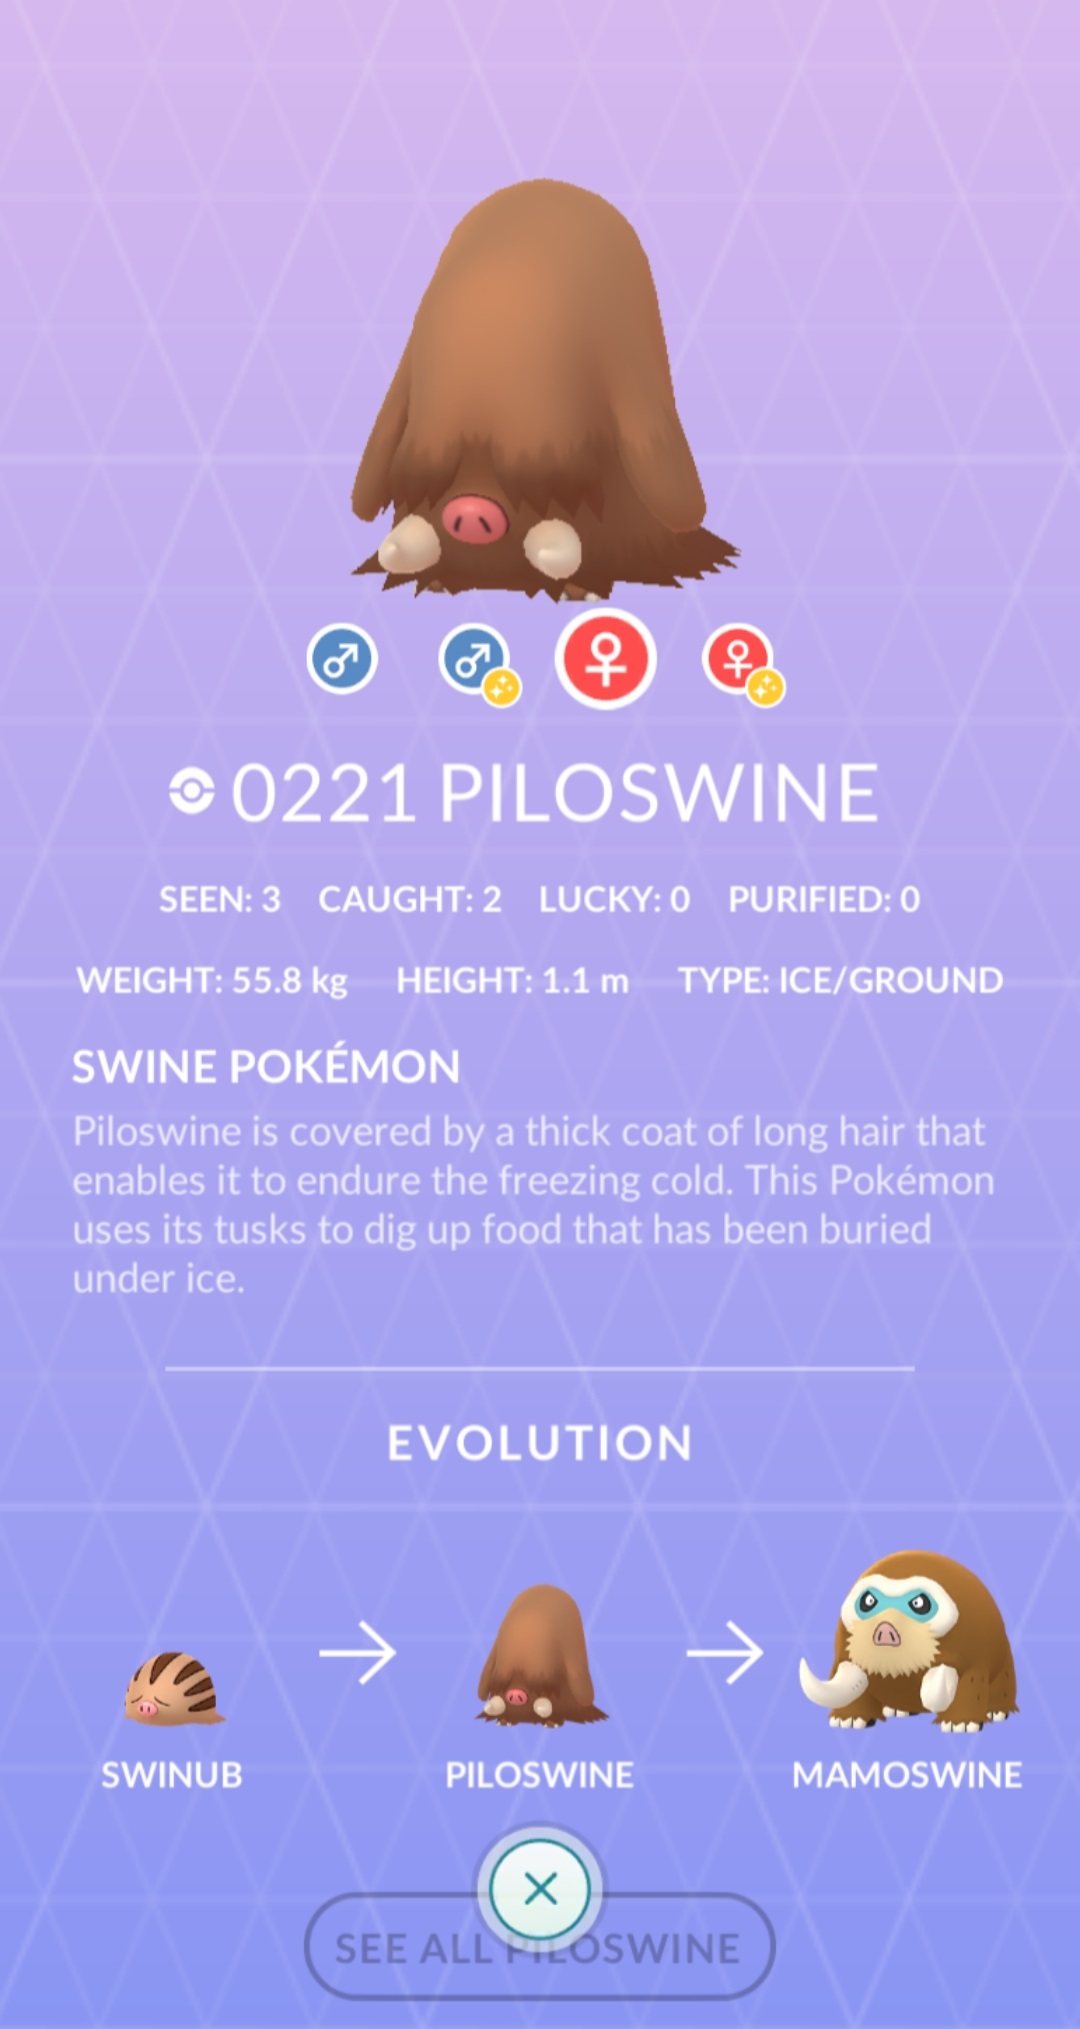 0221 PILOSWINE
SEEN: 3 CAUGHT: 2 LUCKY: 0 PURIFIED: 0
WEIGHT: 55.8 kg HEIGHT: 1.1 m TYPE: ICE/GROUND
SWINE POKÉMON
Piloswine is covered by a thick coat of long hair that
enables it to endure the freezing cold. This Pokémon
uses its tusks to dig up food that has been buried
under ice.
EVOLUTION
SWINUB PILOSWINE MAMOSWINE
SEE ALL PILOSWINE